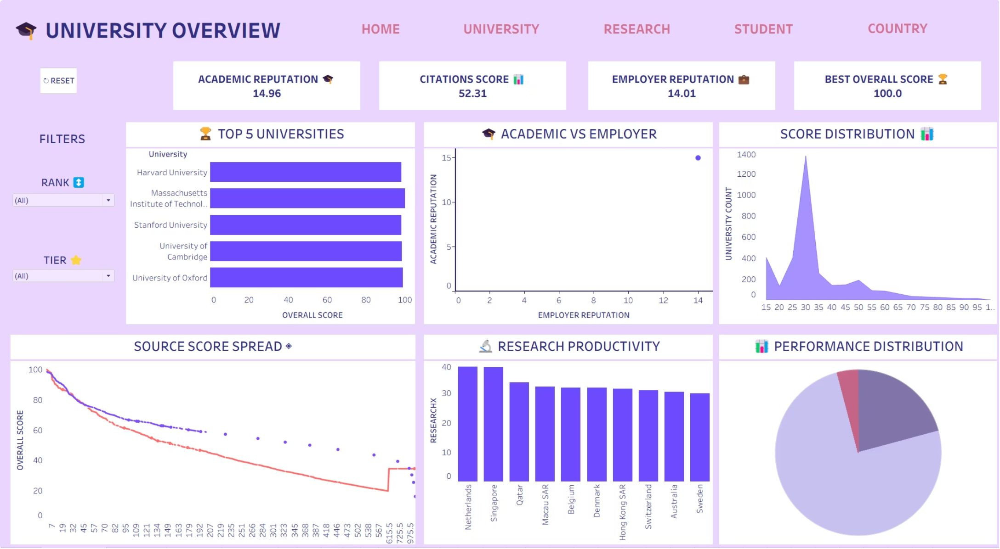 UNIVERSITY OVERVIEW
HOME
UNIVERSITY
RESEARCH
STUDENT
COUNTRY
RESET
ACADEMIC REPUTATION
14.96
CITATIONS SCORE
52.31
EMPLOYER REPUTATION
14.01
BEST OVERALL SCORE
100.0
FILTERS
RANK
(All)
TIER
(All)
TOP 5 UNIVERSITIES
University
Harvard University
Massachusetts
Institute of Technol..
Stanford University
University of
Cambridge
University of Oxford
0 20 40 60 80 100
OVERALL SCORE
ACADEMIC VS EMPLOYER
ACADEMIC REPUTATION
15
10
5
0
0 2 4 6 8 10 12 14
EMPLOYER REPUTATION
SCORE DISTRIBUTION
UNIVERSITY COUNT
1400
1200
1000
800
600
400
200
0
15 20 25 30 35 40 45 50 55 60 65 70 75 80 85 90 95 1..
SOURCE SCORE SPREAD
OVERALL SCORE
100
80
60
40
20
0
7 19 32 45 57 70 82 95 109 121 134 149 163 179 192 207 219 235 251 266 284 301 323 345 368 387 418 446 473 502 538 567 615.5 725.5 975.5
RESEARCH PRODUCTIVITY
RESEARCHX
40
30
20
10
0
Netherlands
Singapore
Qatar
Macau SAR
Belgium
Denmark
Hong Kong SAR
Switzerland
Australia
Sweden
PERFORMANCE DISTRIBUTION